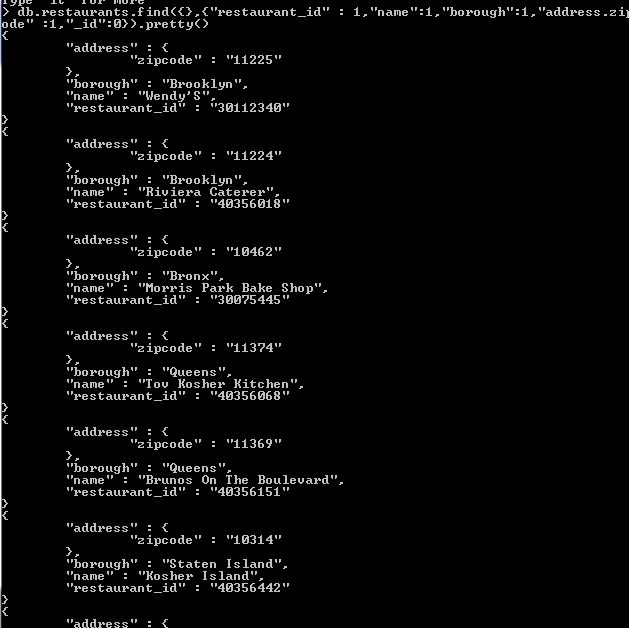 Type "it" for more
> db.restaurants.find({},{"restaurant_id" : 1,"name":1,"borough":1,"address.zip
ode" :1,"_id":0}).pretty()
{
"address" : {
"zipcode" : "11225"
},
"borough" : "Brooklyn",
"name" : "Wendy'S",
"restaurant_id" : "30112340"
}
{
"address" : {
"zipcode" : "11224"
},
"borough" : "Brooklyn",
"name" : "Riviera Caterer",
"restaurant_id" : "40356018"
}
{
"address" : {
"zipcode" : "10462"
},
"borough" : "Bronx",
"name" : "Morris Park Bake Shop",
"restaurant_id" : "30075445"
}
{
"address" : {
"zipcode" : "11374"
},
"borough" : "Queens",
"name" : "Tov Kosher Kitchen",
"restaurant_id" : "40356068"
}
{
"address" : {
"zipcode" : "11369"
},
"borough" : "Queens",
"name" : "Brunos On The Boulevard",
"restaurant_id" : "40356151"
}
{
"address" : {
"zipcode" : "10314"
},
"borough" : "Staten Island",
"name" : "Kosher Island",
"restaurant_id" : "40356442"
}
{
"address" : {